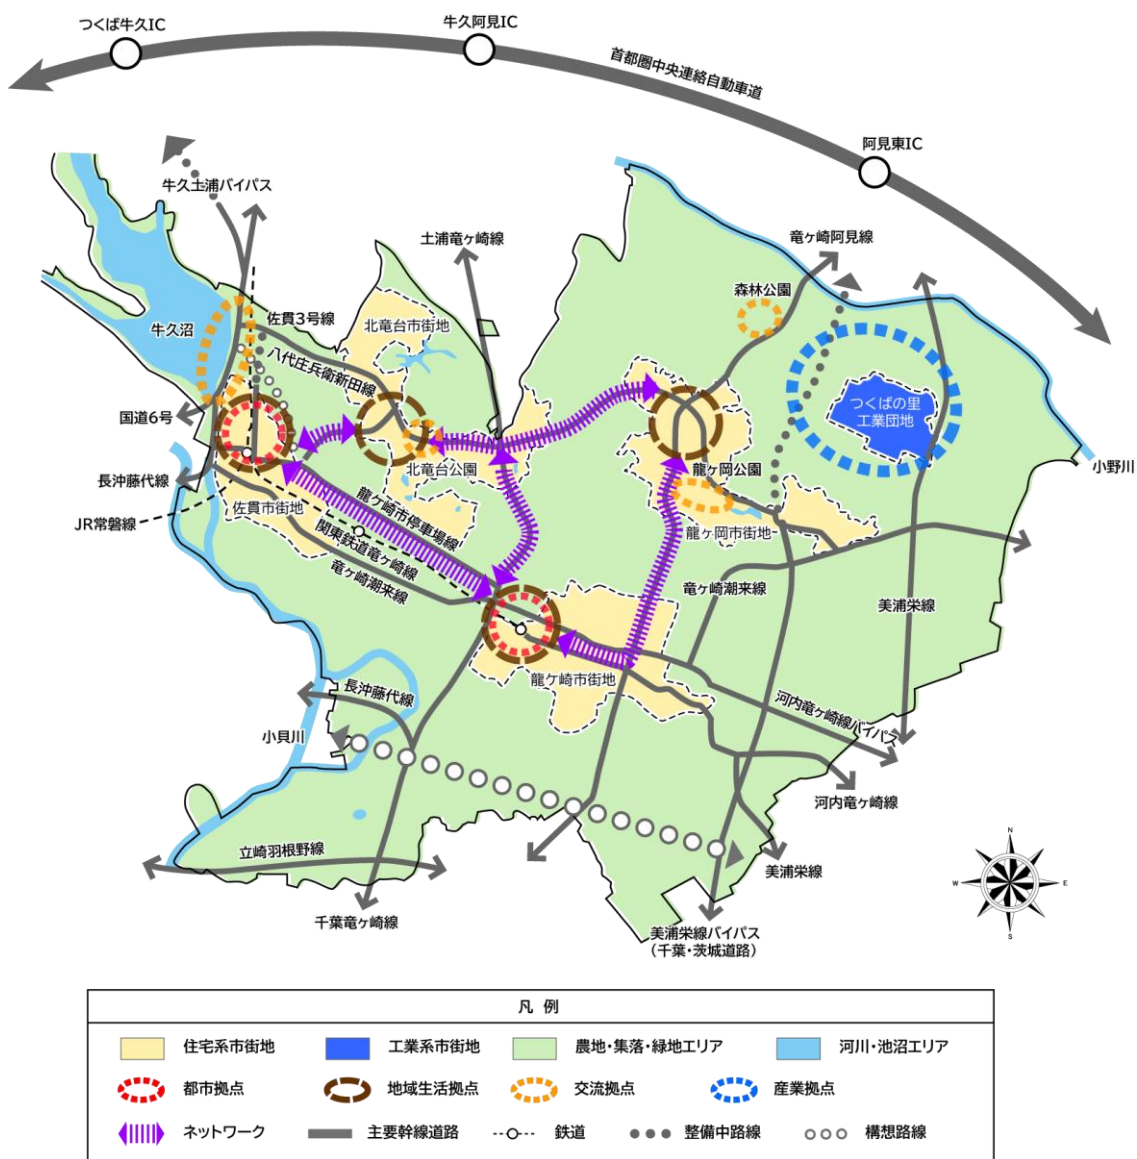 つくば牛久IC
牛久阿見IC
首都圏中央連絡自動車道
阿見東IC
牛久土浦バイパス
土浦竜ヶ崎線
竜ヶ崎阿見線
森林公園
佐貫3号線
北竜台市街地
牛久沼
八代庄兵衛新田線
つくばの里
工業団地
国道6号
小野川
北竜台公園
龍ヶ岡公園
長沖藤代線
佐貫市街地
龍ヶ崎市停車場線
JR常磐線
関東鉄道竜ヶ崎線
龍ヶ岡市街地
竜ヶ崎潮来線
竜ヶ崎潮来線
美浦栄線
龍ケ崎市街地
長沖藤代線
河内竜ヶ崎線バイパス
小貝川
河内竜ヶ崎線
立崎羽根野線
美浦栄線
千葉竜ヶ崎線
美浦栄線バイパス
（千葉・茨城道路）
N
W
E
S
凡 例
住宅系市街地
工業系市街地
農地・集落・緑地エリア
河川・池沼エリア
都市拠点
地域生活拠点
交流拠点
産業拠点
ネットワーク
主要幹線道路
鉄道
整備中路線
構想路線